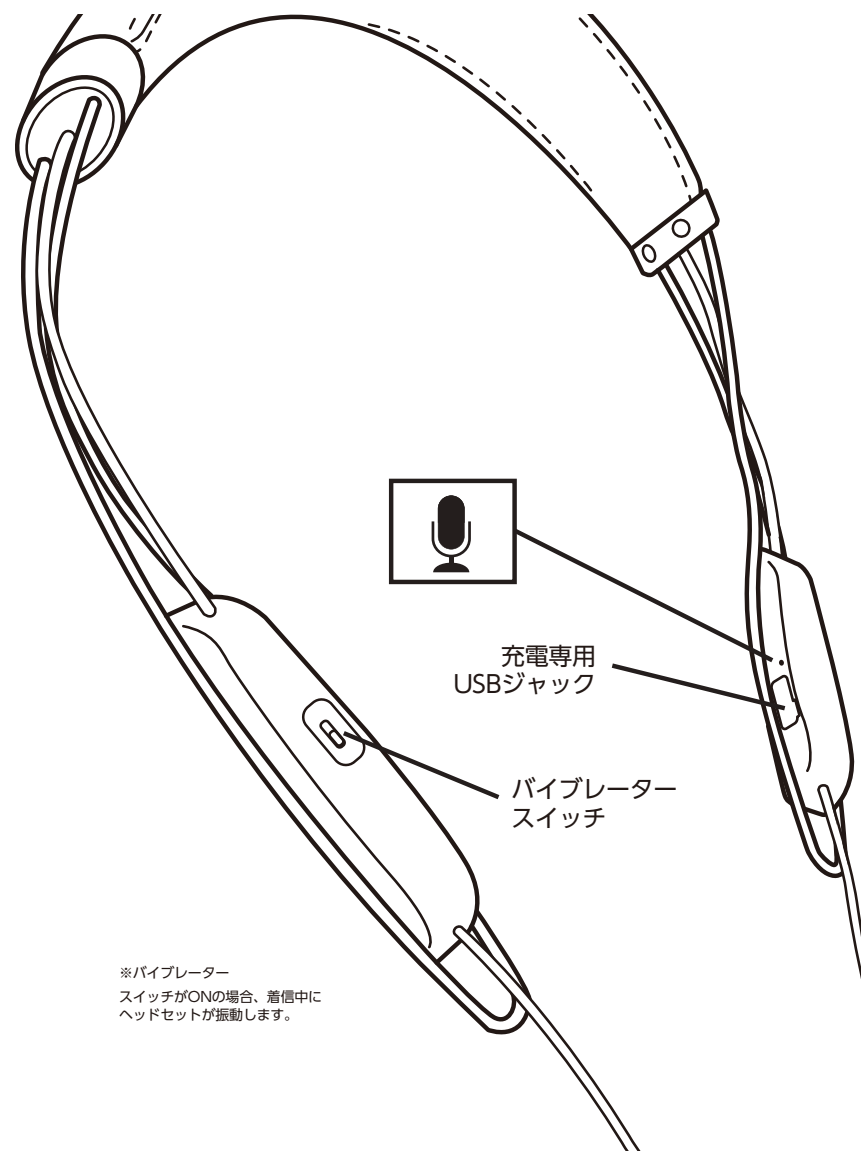 充電専用
USBジャック
バイブレーター
スイッチ
※バイブレーター
スイッチがONの場合、着信中に
ヘッドセットが振動します。